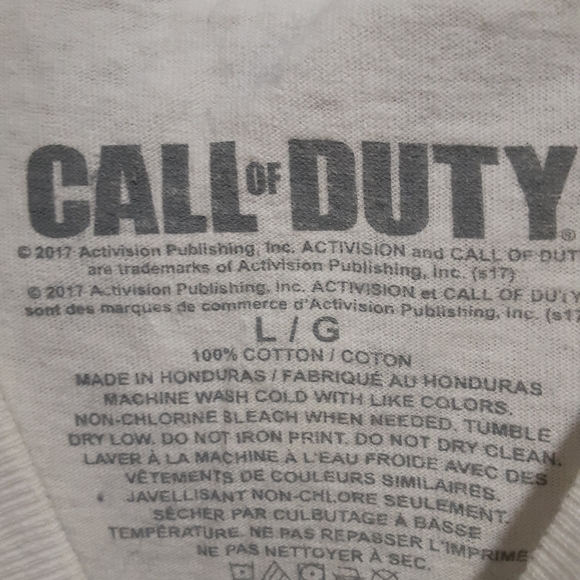 CALL OF DUTY®
© 2017 Activision Publishing, Inc. ACTIVISION and CALL OF DUT
are trademarks of Activision Publishing, Inc. (s17)
© 2017 Activision Publishing, Inc. ACTIVISION et CALL OF DUTY
sont des marques de commerce d'Activision Publishing, Inc. (s17
L / G
100% COTTON / COTON
MADE IN HONDURAS / FABRIQUÉ AU HONDURAS
MACHINE WASH COLD WITH LIKE COLORS.
NON-CHLORINE BLEACH WHEN NEEDED. TUMBLE
DRY LOW. DO NOT IRON PRINT. DO NOT DRY CLEAN.
LAVER À LA MACHINE À L'EAU FROIDE AVEC DES
VÊTEMENTS DE COULEURS SIMILAIRES.
JAVELLISANT NON-CHLORE SEULEMENT.
SÉCHER PAR CULBUTAGE À BASSE
TEMPÉRATURE. NE PAS REPASSER L'IMPRIMÉ.
NE PAS NETTOYER À SEC.